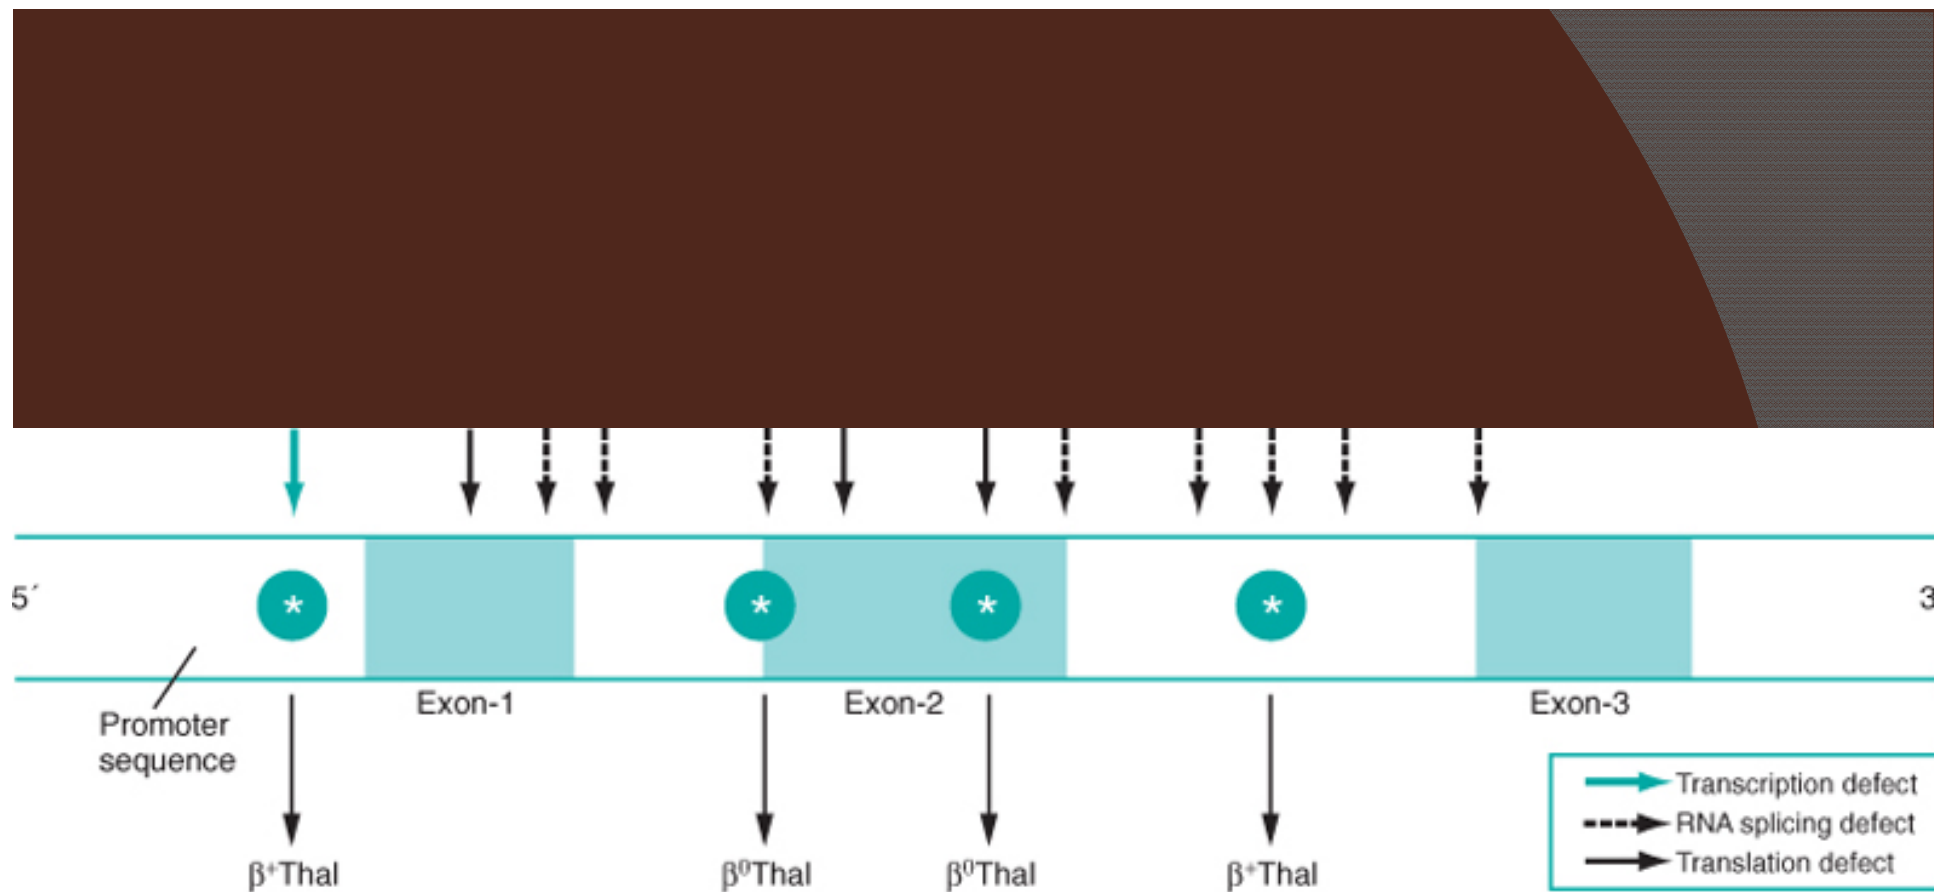 5´
* * * *
3
Exon-1
Exon-2
Exon-3
Promoter
sequence
Transcription defect
RNA splicing defect
Translation defect
β⁺Thal
β⁰Thal
β⁰Thal
β⁺Thal